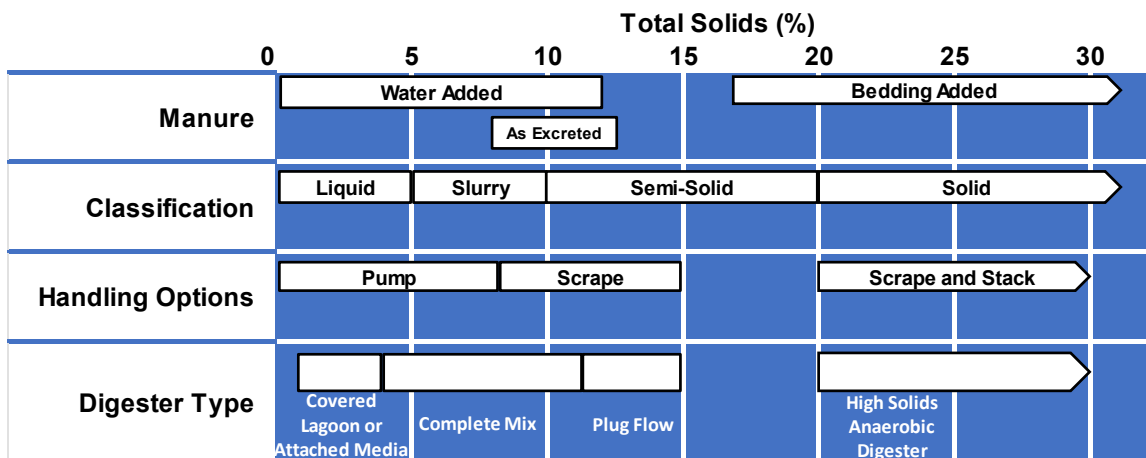 Total Solids (%)
0 5 10 15 20 25 30
Manure
Water Added
Bedding Added
As Excreted
Classification
Liquid
Slurry
Semi-Solid
Solid
Handling Options
Pump
Scrape
Scrape and Stack
Digester Type
Covered
Lagoon or
Attached Media
Complete Mix
Plug Flow
High Solids
Anaerobic
Digester